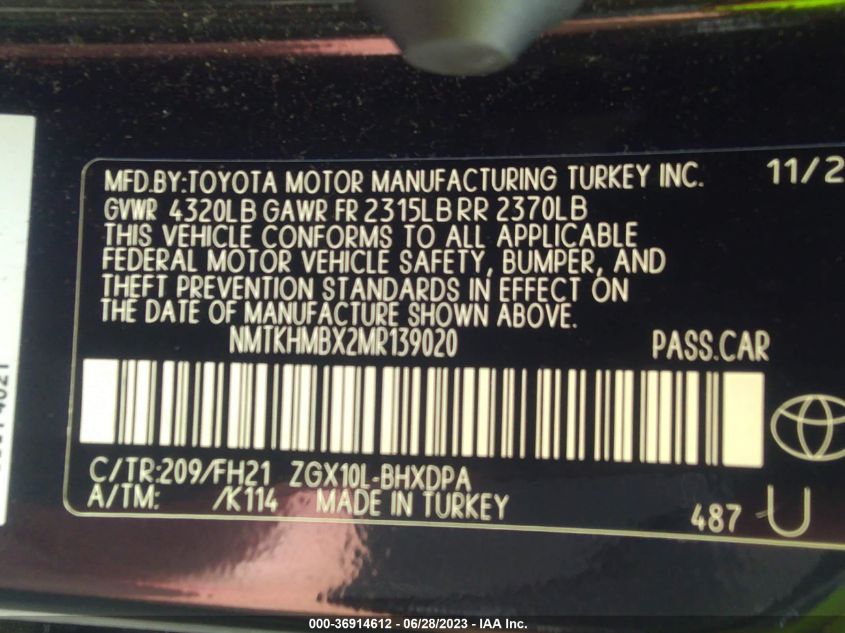 MFD.BY:TOYOTA MOTOR MANUFACTURING TURKEY INC. 11/2
GVWR 4320LB GAWR FR 2315LB RR 2370LB
THIS VEHICLE CONFORMS TO ALL APPLICABLE
FEDERAL MOTOR VEHICLE SAFETY, BUMPER, AND
THEFT PREVENTION STANDARDS IN EFFECT ON
THE DATE OF MANUFACTURE SHOWN ABOVE.
NMTKHMBX2MR139020 PASS.CAR
C/TR:209/FH21 ZGX10L-BHXDPA
A/TM: /K114 MADE IN TURKEY
487 U
000-36914612 / 06/28/2023 - IAA Inc.